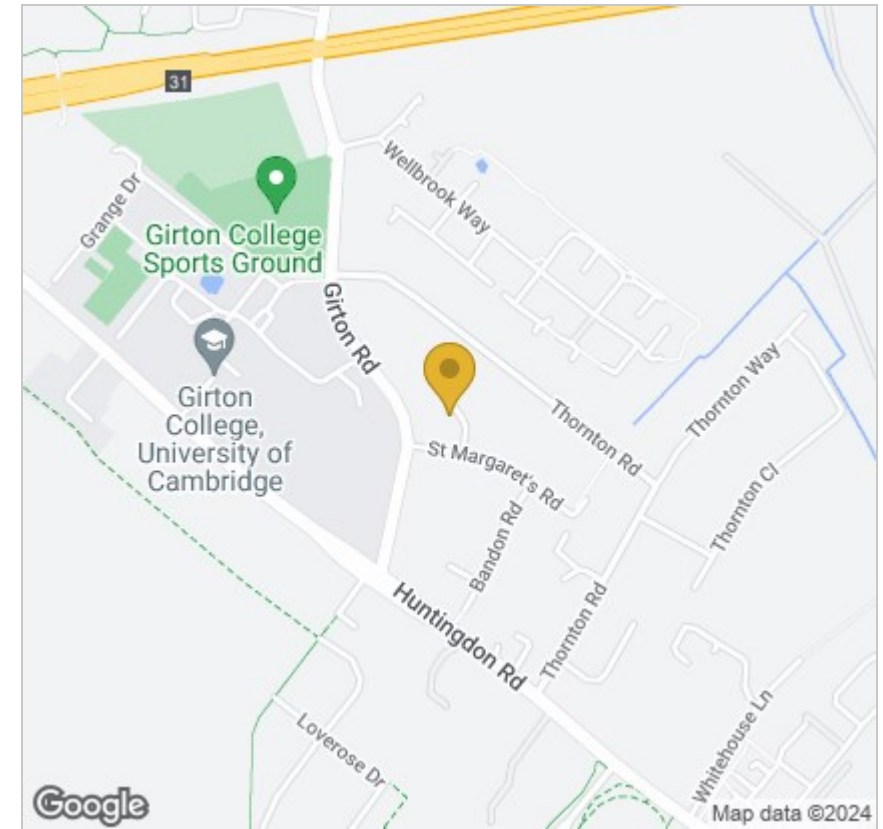 31
Wellbrook Way
Grange Dr
Girton College
Sports Ground
Girton Rd
Girton
College,
University of
Cambridge
Thornton Rd
Thornton Way
St Margaret's Rd
Thornton Cl
Bandon Rd
Huntingdon Rd
Thornton Rd
Whitehouse Ln
Loverose Dr
Google
Map data ©2024